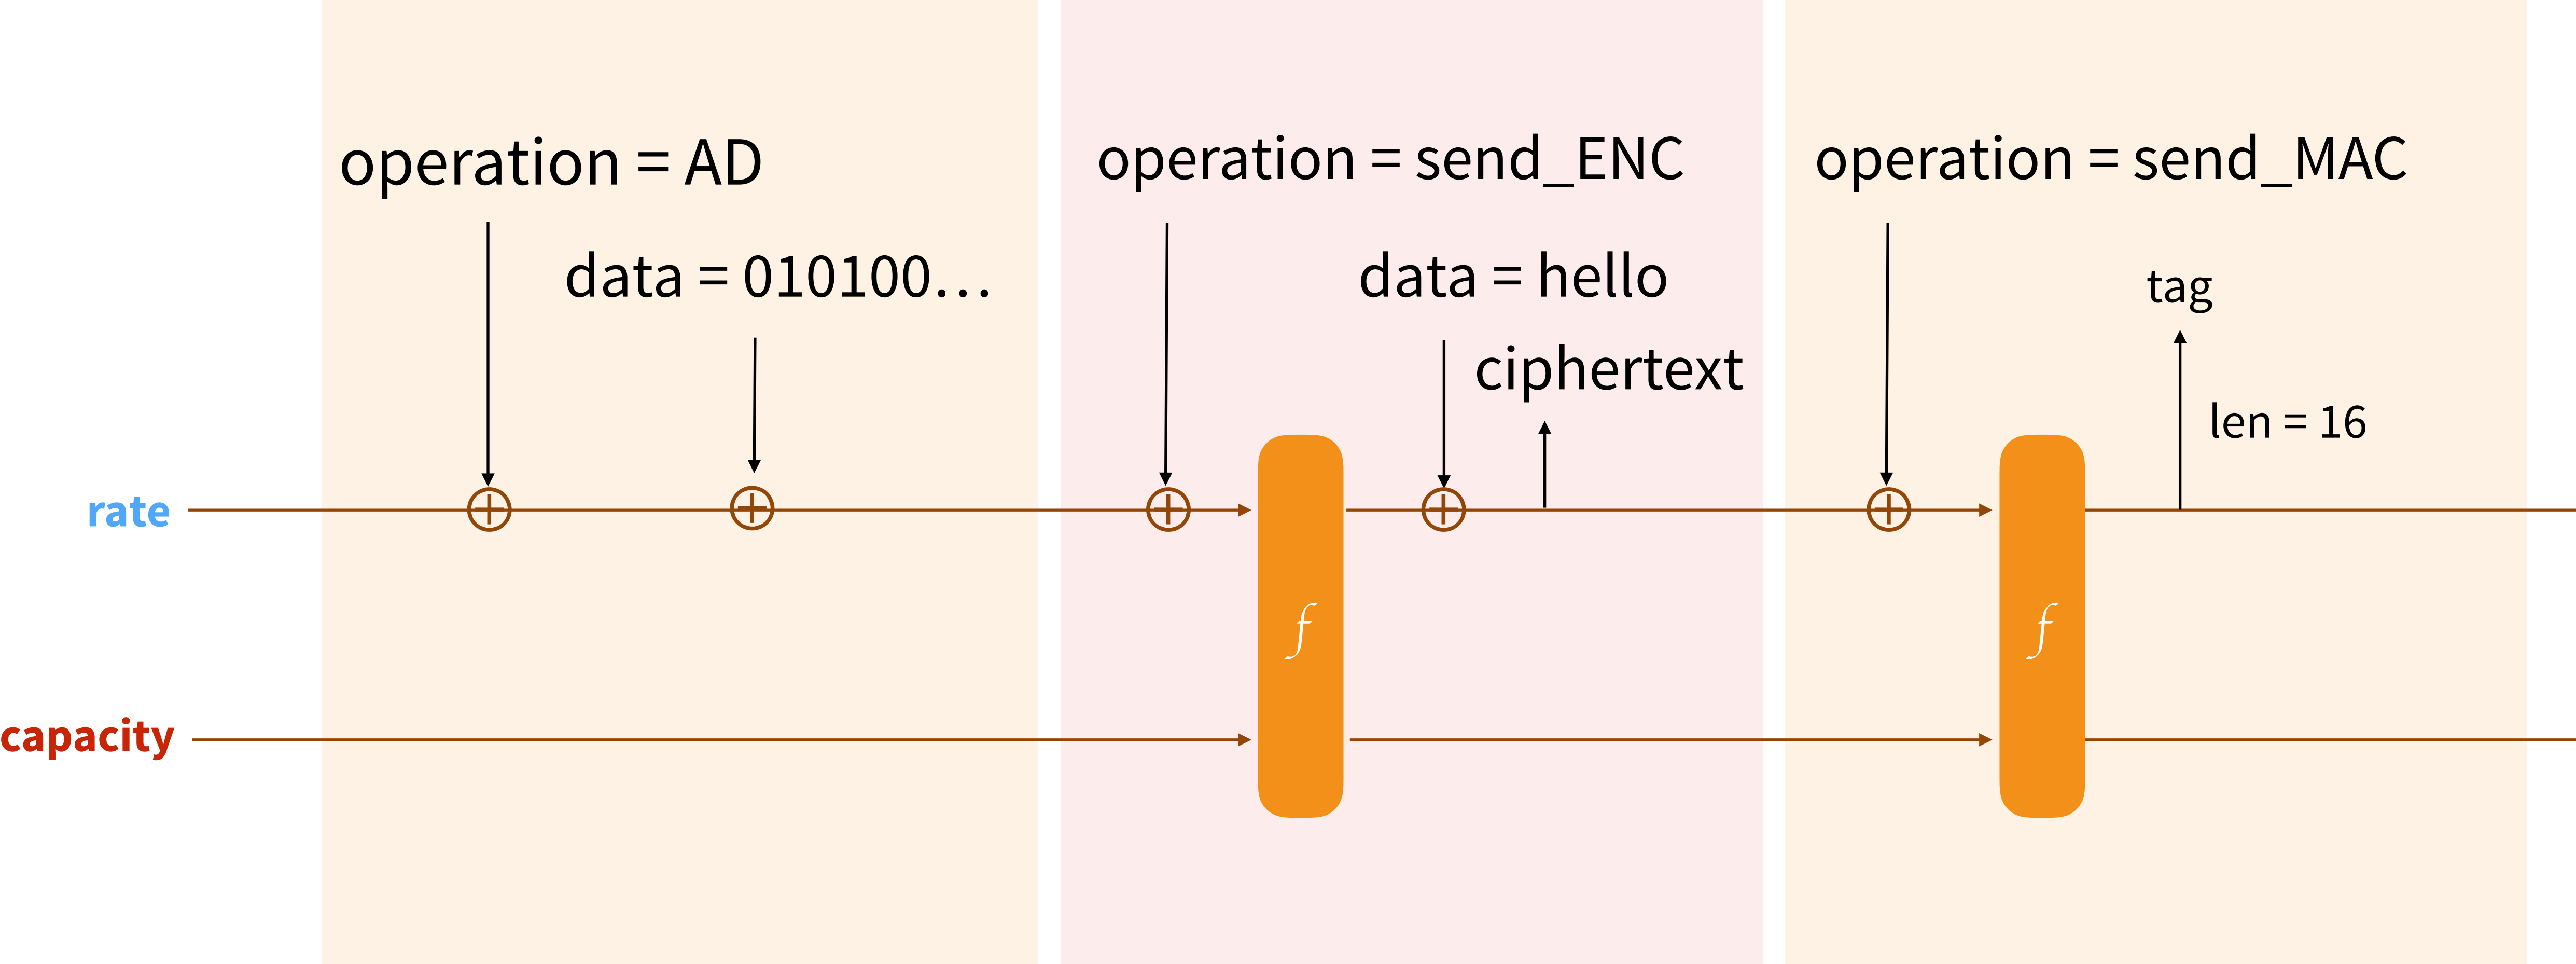 operation = AD
data = 010100…
operation = send_ENC
data = hello
ciphertext
operation = send_MAC
tag
len = 16
rate
f
f
capacity